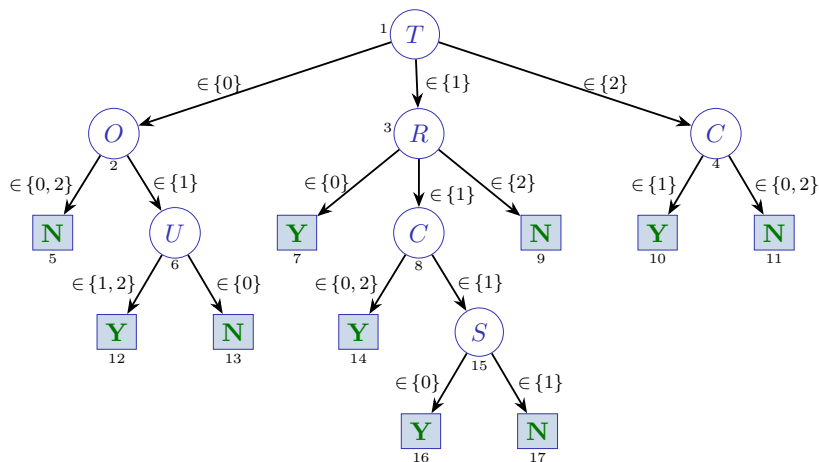 1 T
∈ {0} ∈ {1} ∈ {2}
O 3 R C
2 4
∈ {0, 2} ∈ {1} ∈ {0} ∈ {1} ∈ {2} ∈ {1} ∈ {0, 2}
N U Y C N Y N
5 6 7 8 9 10 11
∈ {1, 2} ∈ {0} ∈ {0, 2} ∈ {1}
Y N Y S
12 13 14 15
∈ {0} ∈ {1}
Y N
16 17